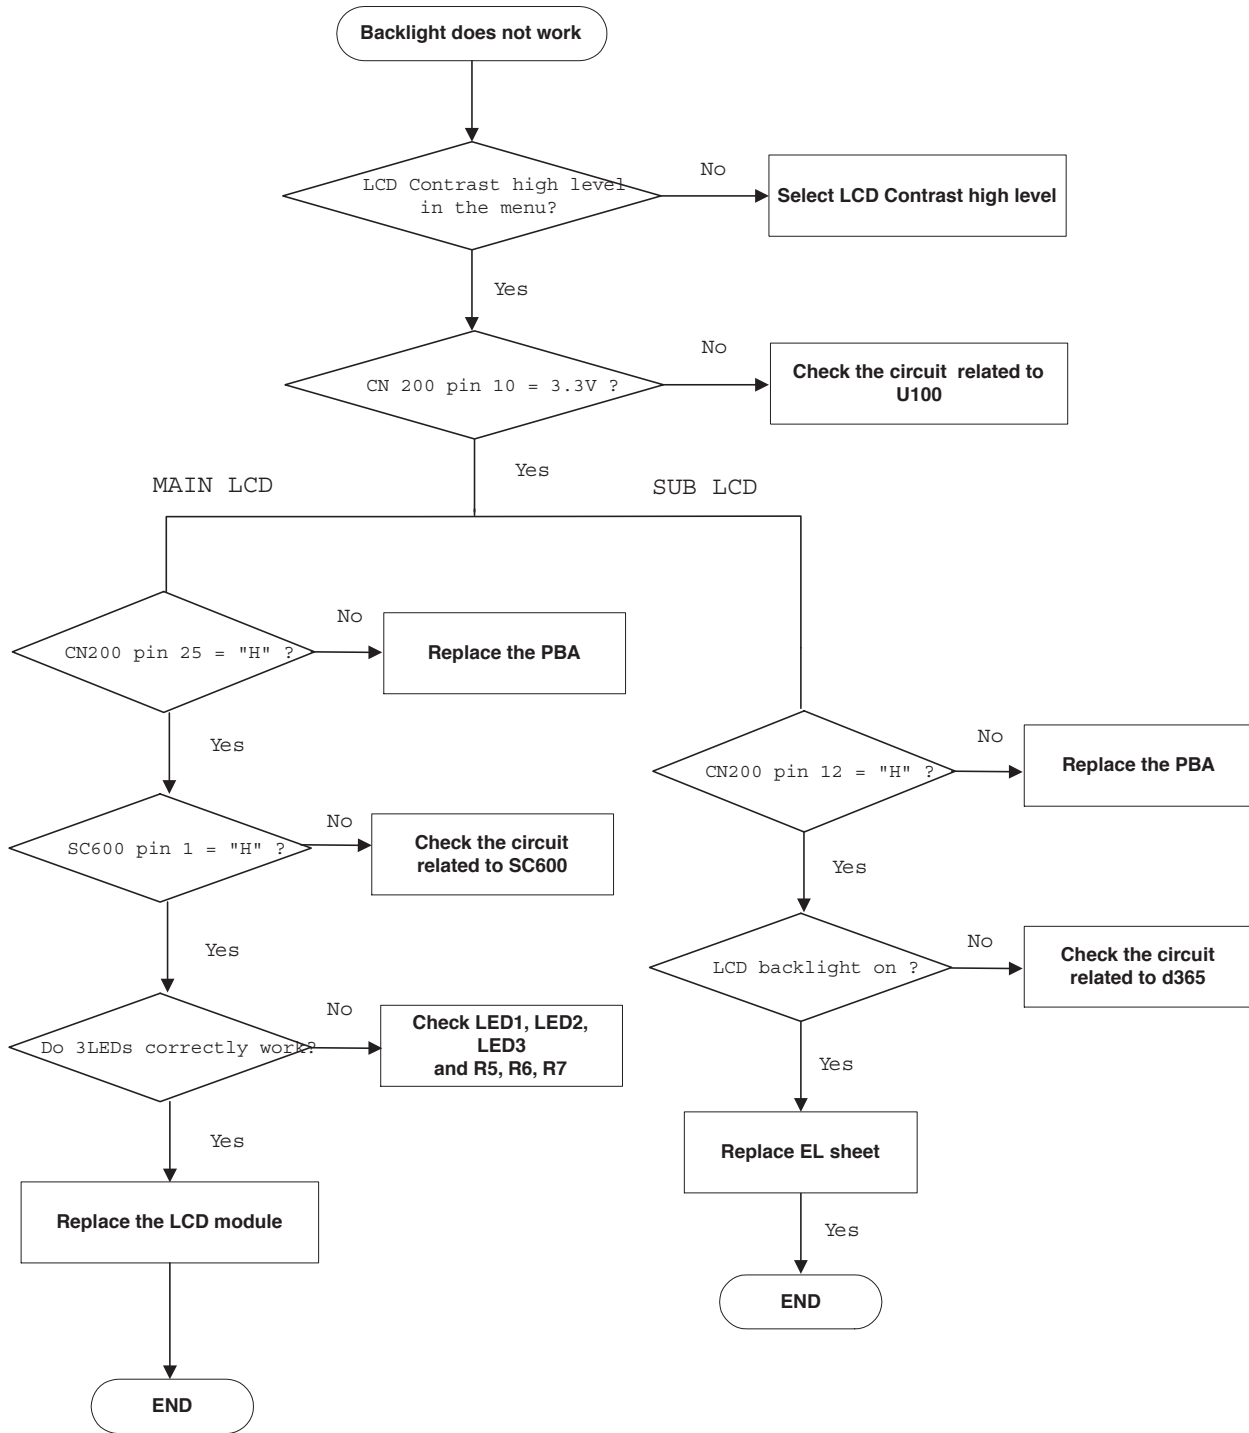 Backlight does not work
LCD Contrast high level
in the menu?
No
Select LCD Contrast high level
Yes
CN 200 pin 10 = 3.3V ?
No
Check the circuit related to
U100
Yes
MAIN LCD
SUB LCD
CN200 pin 25 = "H" ?
No
Replace the PBA
Yes
SC600 pin 1 = "H" ?
No
Check the circuit
related to SC600
Yes
Do 3LEDs correctly work?
No
Check LED1, LED2,
LED3
and R5, R6, R7
Yes
Replace the LCD module
END
CN200 pin 12 = "H" ?
No
Replace the PBA
Yes
LCD backlight on ?
No
Check the circuit
related to d365
Yes
Replace EL sheet
Yes
END